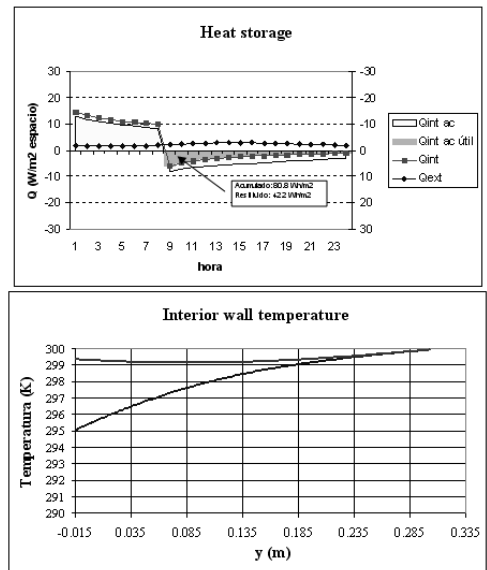 Heat storage
Q (W/m2 espacio)
30
20
10
0
-10
-20
-30
-30
-20
-10
0
10
20
30
1 3 5 7 9 11 13 15 17 19 21 23
hora
Acumulado: 80.8 Wh/m2
Restituido: 42.2 Wh/m2
Qint ac
Qint ac útil
Qint
Qext
Interior wall temperature
Temperatura (K)
300
299
298
297
296
295
294
293
292
291
290
-0.015 0.035 0.085 0.135 0.185 0.235 0.285 0.335
y (m)